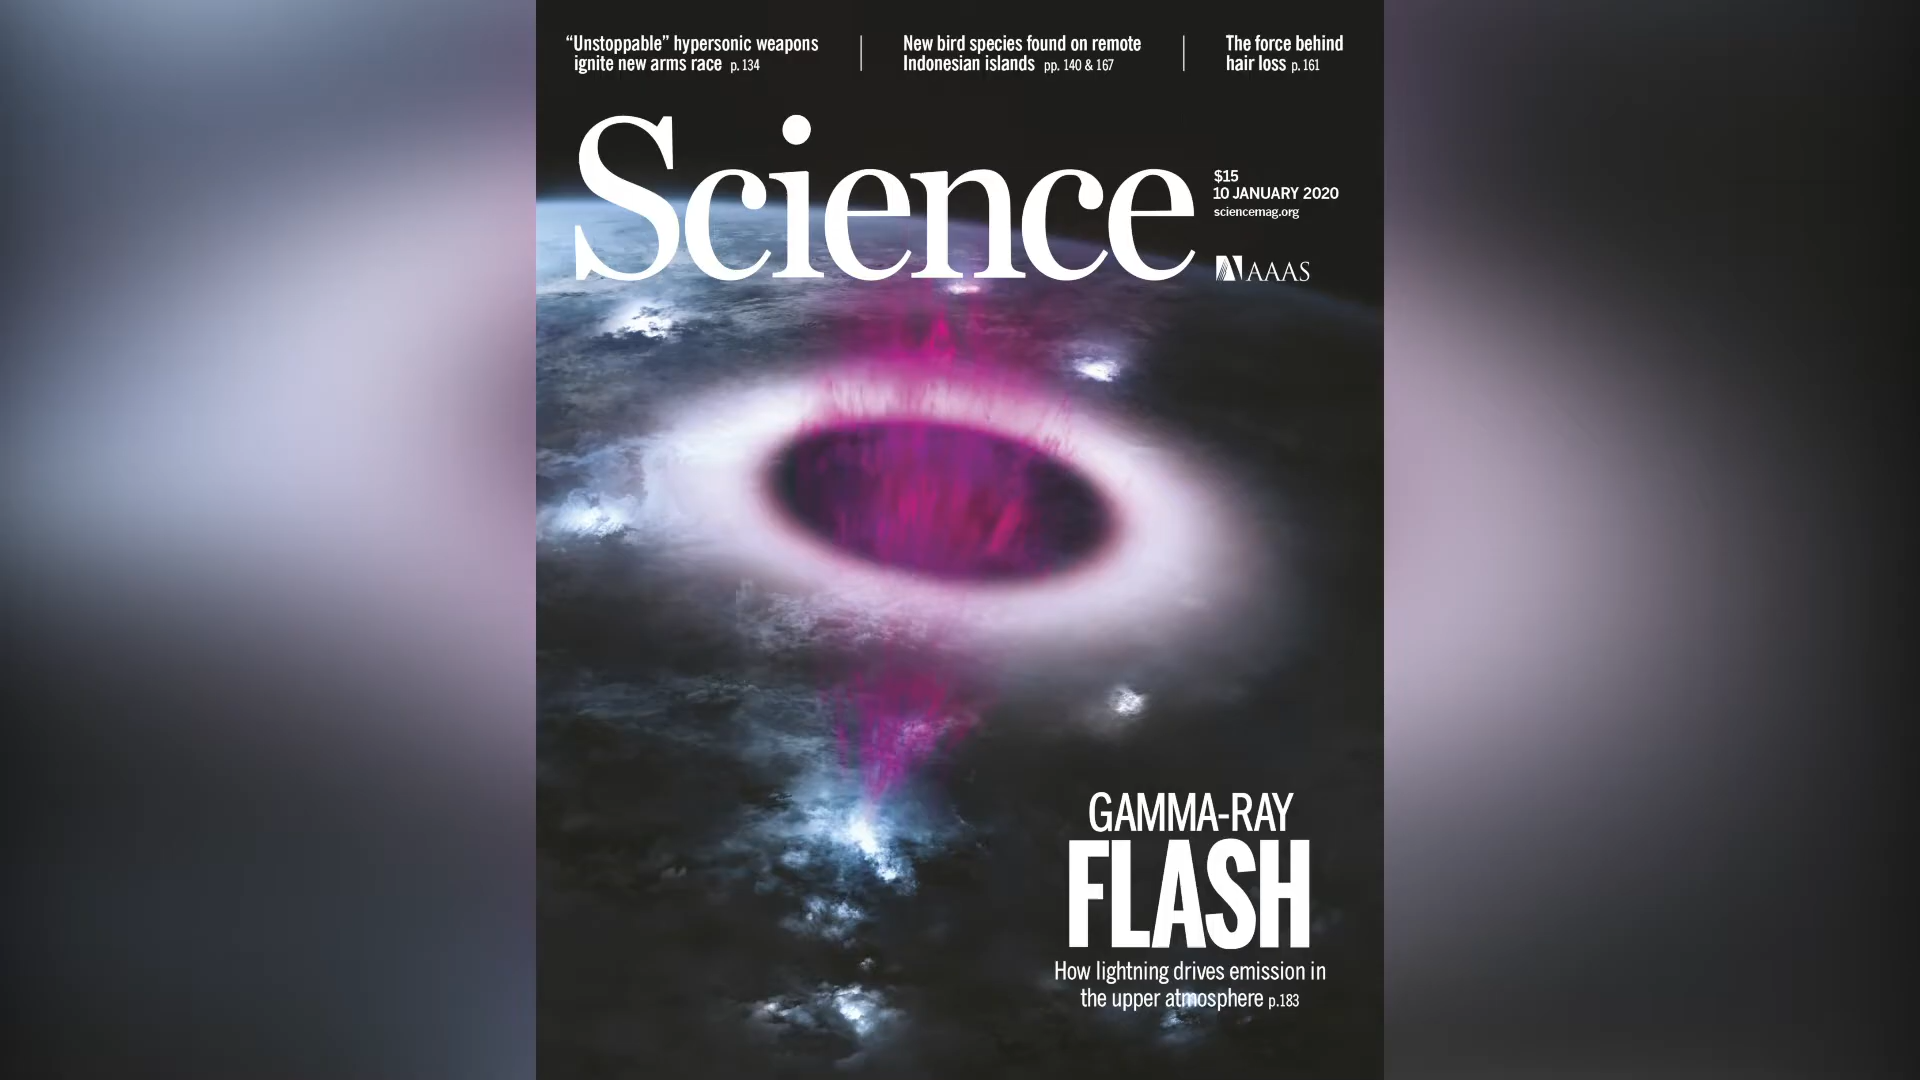 “Unstoppable” hypersonic weapons
ignite new arms race p. 134
New bird species found on remote
Indonesian islands pp. 140 & 167
The force behind
hair loss p. 161
Science
$15
10 JANUARY 2020
sciencemag.org
AAAS
GAMMA-RAY
FLASH
How lightning drives emission in
the upper atmosphere p.183